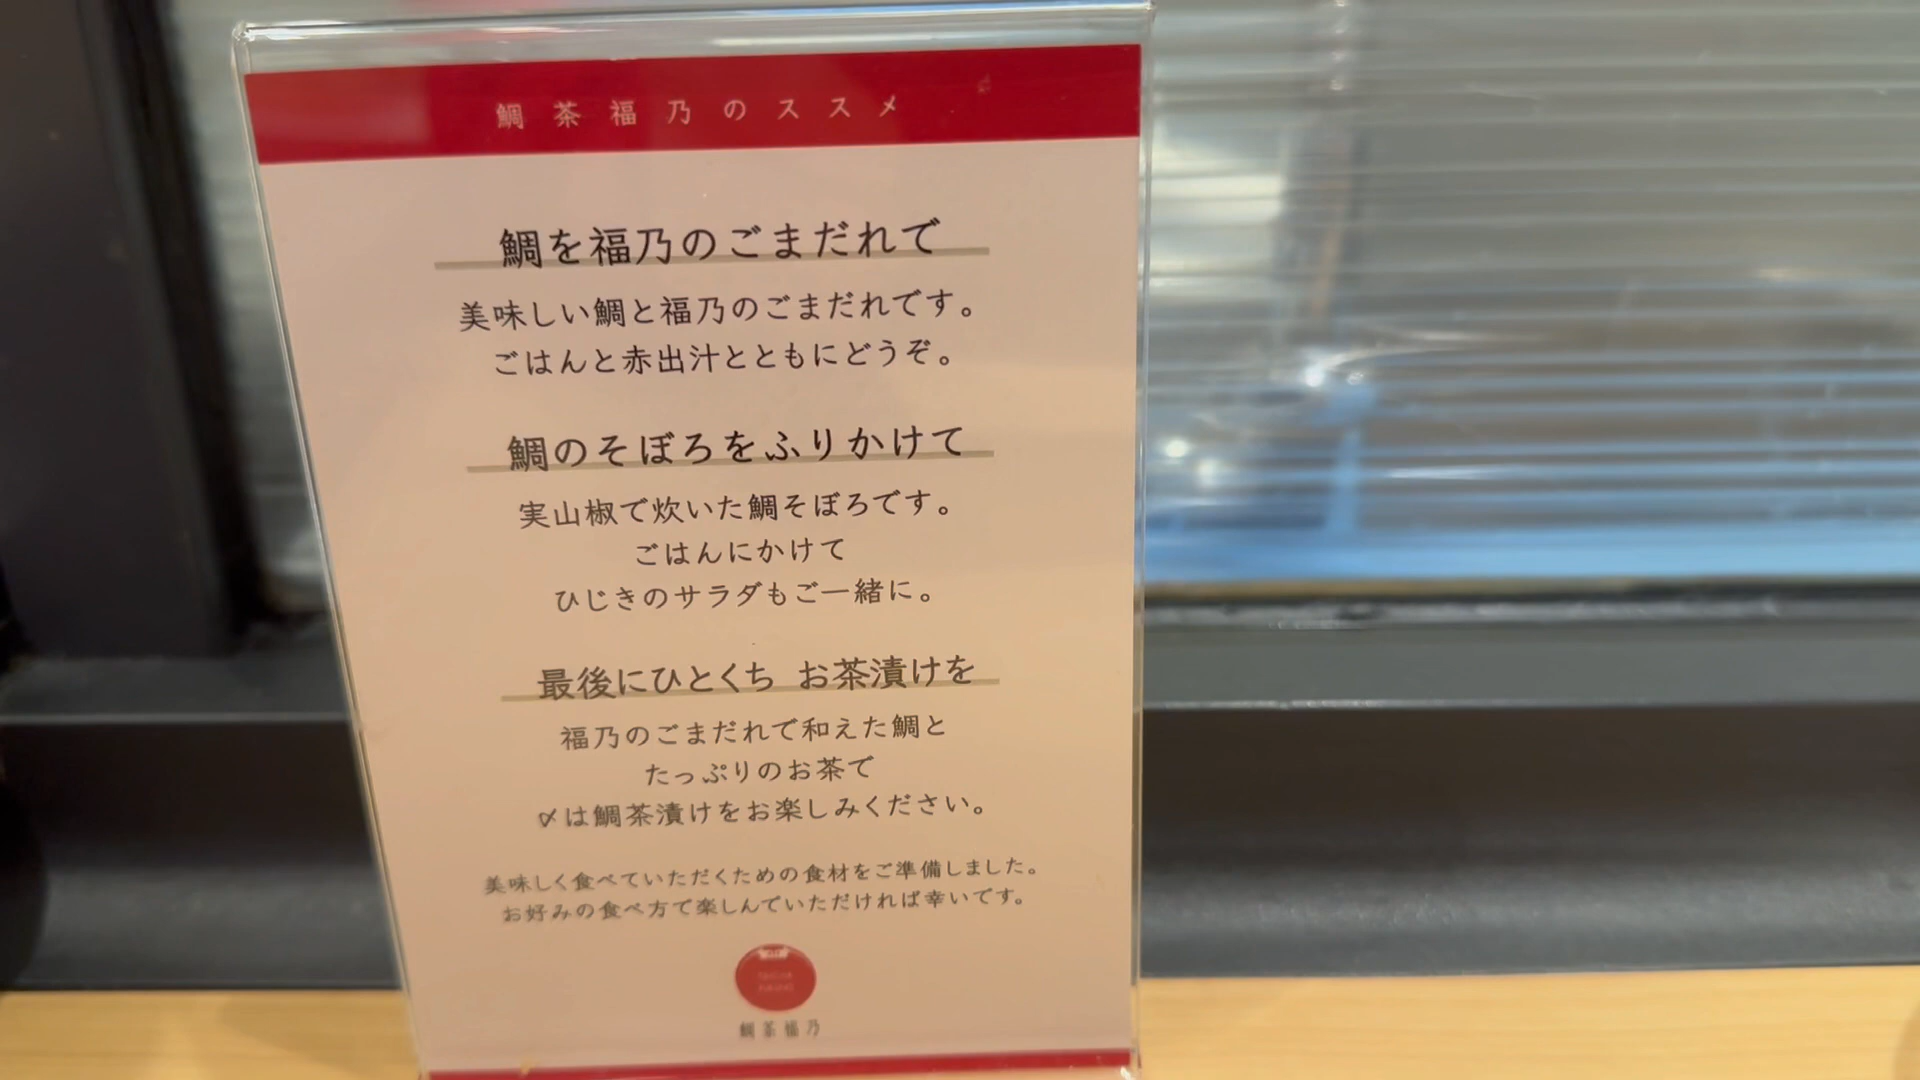 鯛茶福乃のススメ
鯛を福乃のごまだれで
美味しい鯛と福乃のごまだれです。
ごはんと赤出汁とともにどうぞ。
鯛のそぼろをふりかけて
実山椒で炊いた鯛そぼろです。
ごはんにかけて
ひじきのサラダもご一緒に。
最後にひとくち お茶漬けを
福乃のごまだれで和えた鯛と
たっぷりのお茶で
〆は鯛茶漬けをお楽しみください。
美味しく食べていただくための食材をご準備しました。
お好みの食べ方で楽しんでいただければ幸いです。
鯛茶福乃